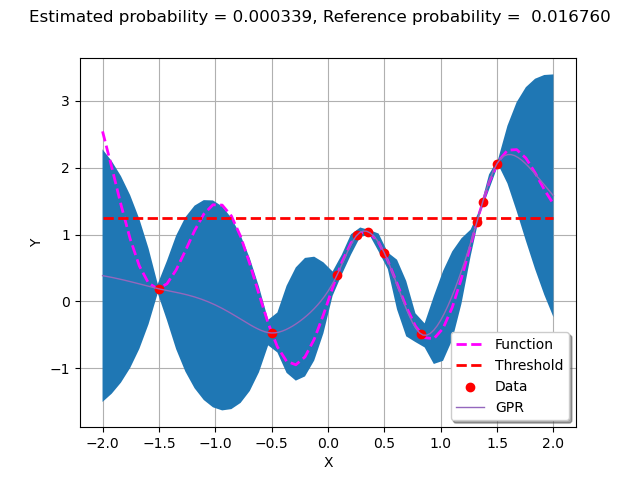 Estimated probability = 0.000339, Reference probability =  0.016760
3
2
1
0
−1
Y
−2.0 −1.5 −1.0 −0.5 0.0 0.5 1.0 1.5 2.0
X
Function
Threshold
Data
GPR